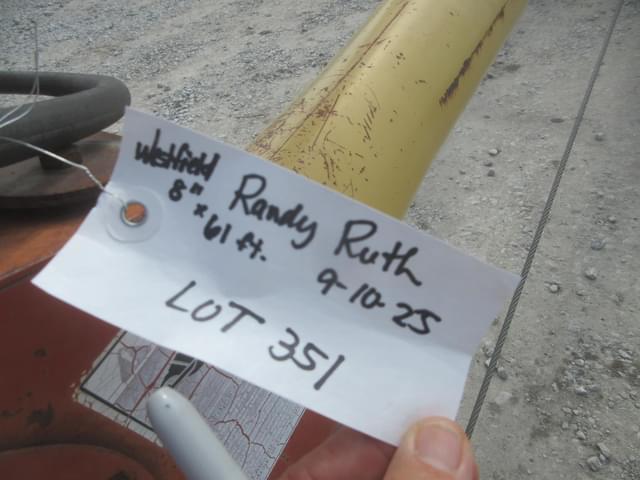 Westfield
8" x 61 ft.
Randy Ruth
9-10-25
LOT 351